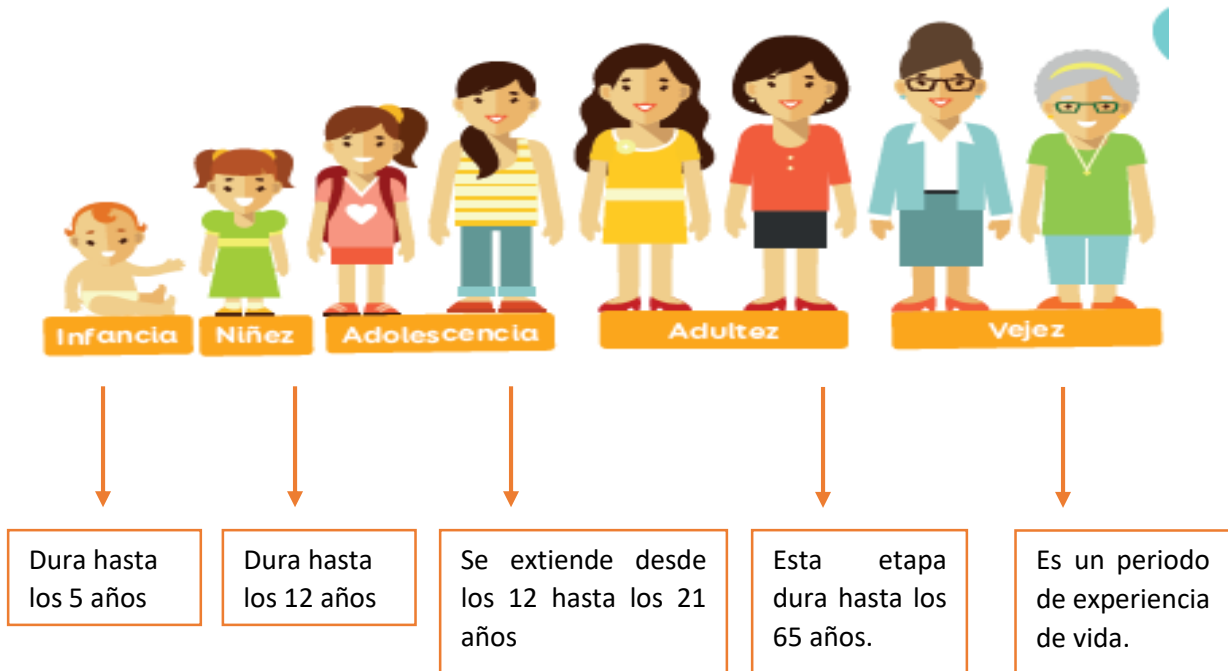 Infancia
Niñez
Adolescencia
Adultez
Vejez
Dura hasta
los 5 años
Dura hasta
los 12 años
Se extiende desde
los 12 hasta los 21
años
Esta etapa
dura hasta los
65 años.
Es un periodo
de experiencia
de vida.